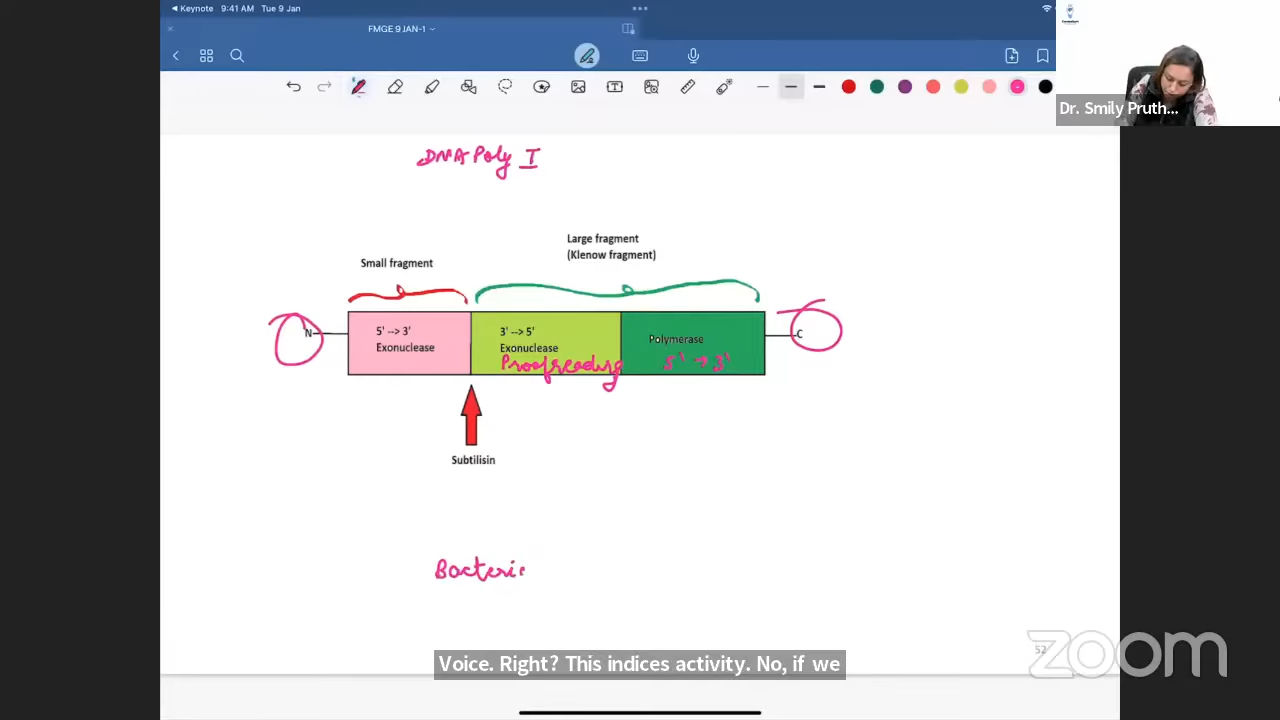 Keynote 9:41 AM Tue 9 Jan
FMGE 9 JAN-1
Dr. Smily Pruth...
DNA Poly I
Large fragment
(Klenow fragment)
Small fragment
N
5' --> 3'
Exonuclease
3' --> 5'
Exonuclease
Proofreading
Polymerase
5' → 3'
C
Subtilisin
Bacteri
52
zoom
Voice. Right? This indices activity. No, if we